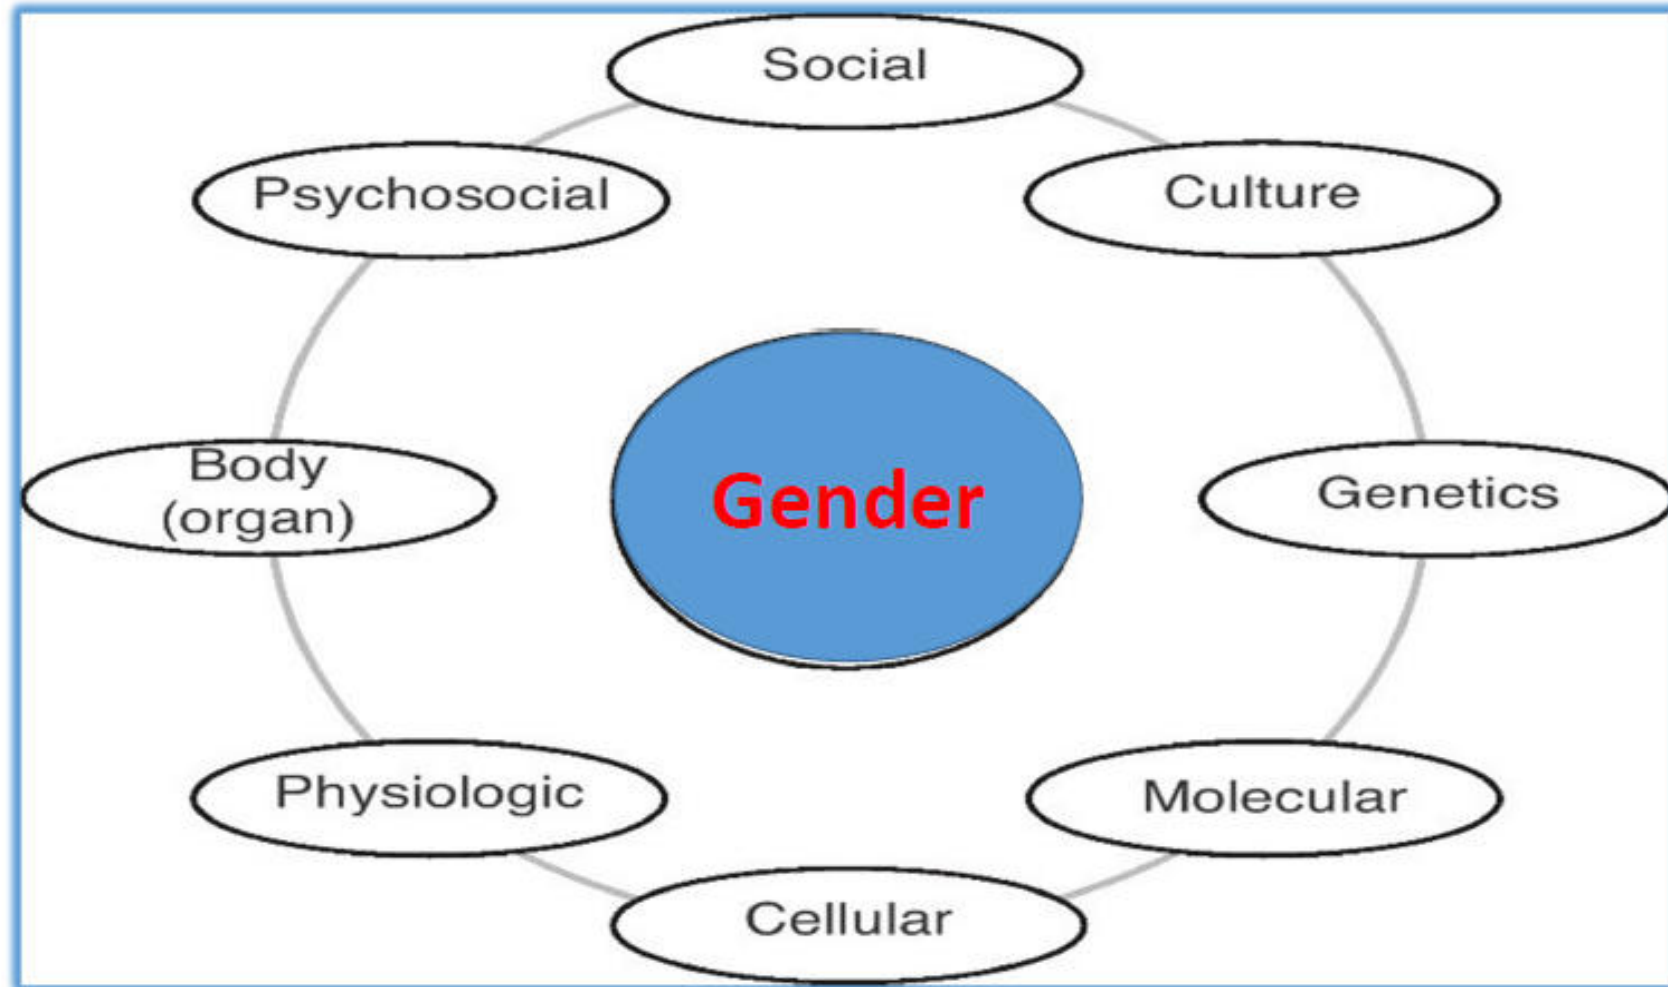 Social
Psychosocial
Culture
Body
(organ)
Gender
Genetics
Physiologic
Molecular
Cellular